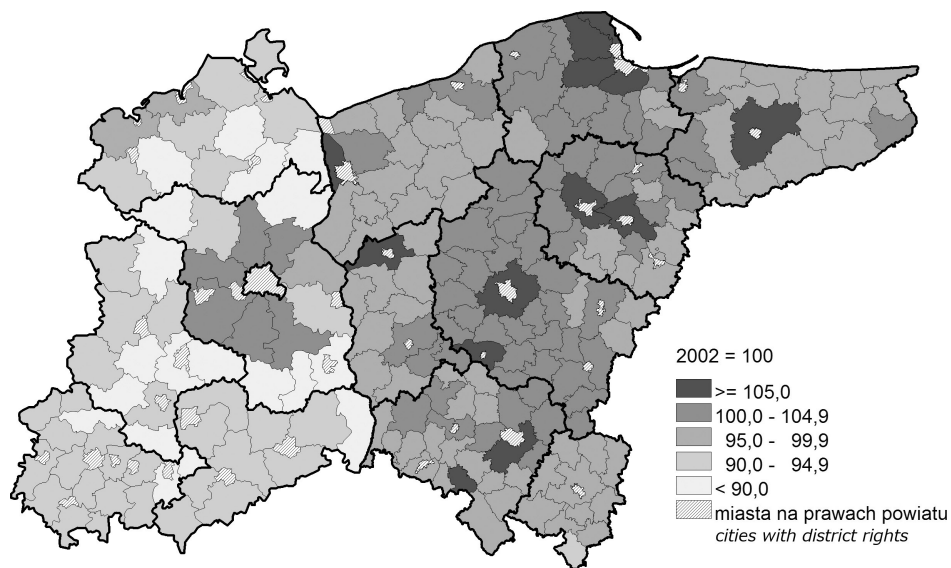 2002 = 100
>= 105,0
100,0 - 104,9
95,0 - 99,9
90,0 - 94,9
< 90,0
miasta na prawach powiatu
cities with district rights